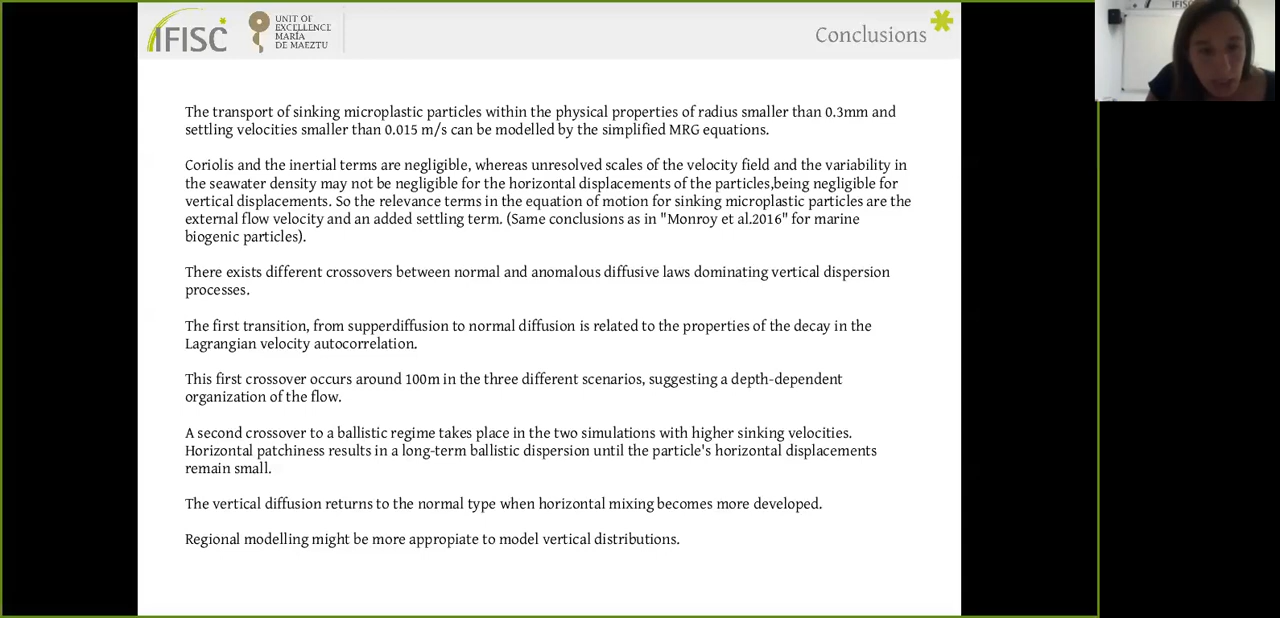 IFISC
UNIT OF
EXCELLENCE
MARÍA
DE MAEZTU
Conclusions
The transport of sinking microplastic particles within the physical properties of radius smaller than 0.3mm and
settling velocities smaller than 0.015 m/s can be modelled by the simplified MRG equations.
Coriolis and the inertial terms are negligible, whereas unresolved scales of the velocity field and the variability in
the seawater density may not be negligible for the horizontal displacements of the particles,being negligible for
vertical displacements. So the relevance terms in the equation of motion for sinking microplastic particles are the
external flow velocity and an added settling term. (Same conclusions as in "Monroy et al.2016" for marine
biogenic particles).
There exists different crossovers between normal and anomalous diffusive laws dominating vertical dispersion
processes.
The first transition, from supperdiffusion to normal diffusion is related to the properties of the decay in the
Lagrangian velocity autocorrelation.
This first crossover occurs around 100m in the three different scenarios, suggesting a depth-dependent
organization of the flow.
A second crossover to a ballistic regime takes place in the two simulations with higher sinking velocities.
Horizontal patchiness results in a long-term ballistic dispersion until the particle's horizontal displacements
remain small.
The vertical diffusion returns to the normal type when horizontal mixing becomes more developed.
Regional modelling might be more appropiate to model vertical distributions.
IFISC